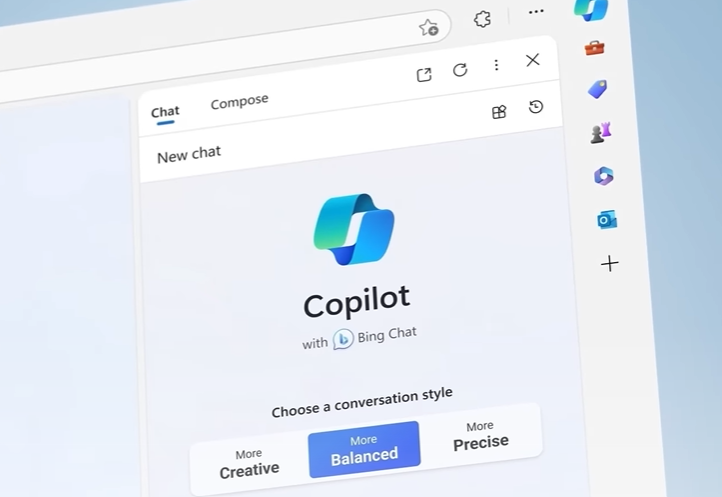 Chat Compose
New chat
Copilot
with Bing Chat
Choose a conversation style
More
Creative
More
Balanced
More
Precise